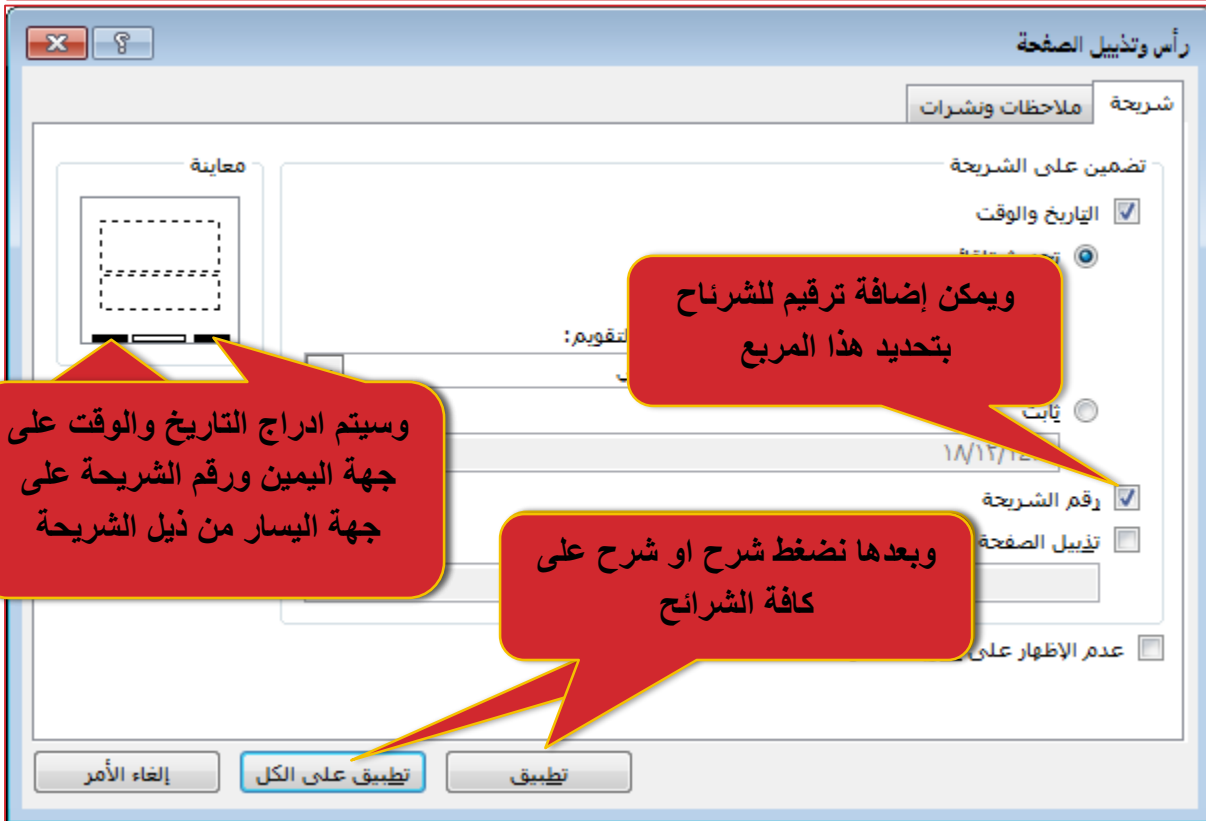 رأس وتذييل الصفحة
شريحة
ملاحظات ونشرات
تضمين على الشريحة
معاينة
التاريخ والوقت
ويمكن إضافة ترقيم للشرئاح
بتحديد هذا المربع
التقويم:
ثابت
وسيتم ادراج التاريخ والوقت على
جهة اليمين ورقم الشريحة على
جهة اليسار من ذيل الشريحة
رقم الشريحة
تذييل الصفحة
وبعدها نضغط شرح او شرح على
كافة الشرائح
عدم الإظهار على
تطبيق
تطبيق على الكل
إلغاء الأمر